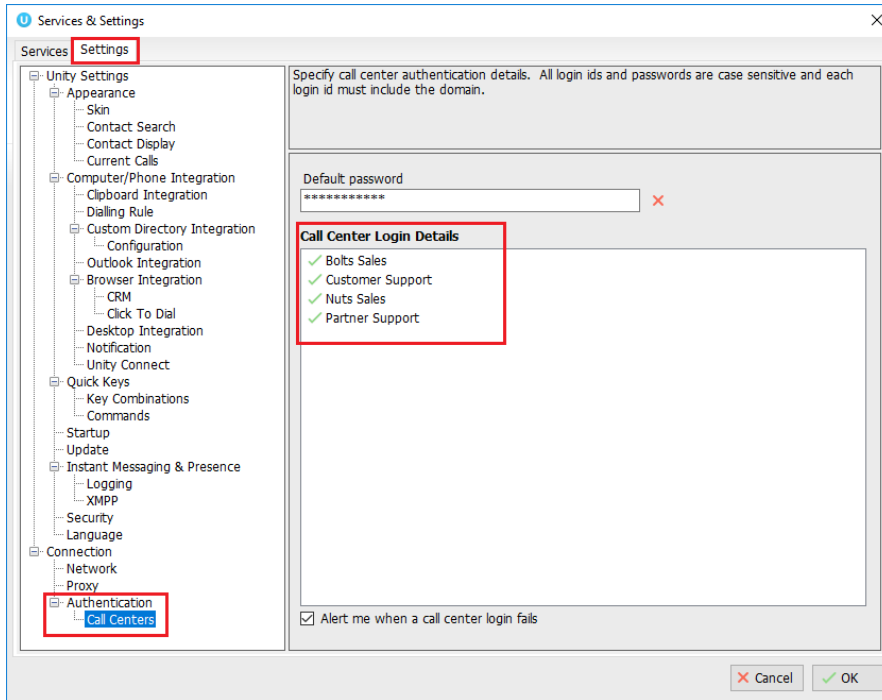 Services & Settings
Services Settings
Unity Settings
Appearance
Skin
Contact Search
Contact Display
Current Calls
Computer/Phone Integration
Clipboard Integration
Dialling Rule
Custom Directory Integration
Configuration
Outlook Integration
Browser Integration
CRM
Click To Dial
Desktop Integration
Notification
Unity Connect
Quick Keys
Key Combinations
Commands
Startup
Update
Instant Messaging & Presence
Logging
XMPP
Security
Language
Connection
Network
Proxy
Authentication
Call Centers
Specify call center authentication details. All login ids and passwords are case sensitive and each
login id must include the domain.
Default password
***********
Call Center Login Details
Bolts Sales
Customer Support
Nuts Sales
Partner Support
Alert me when a call center login fails
Cancel OK